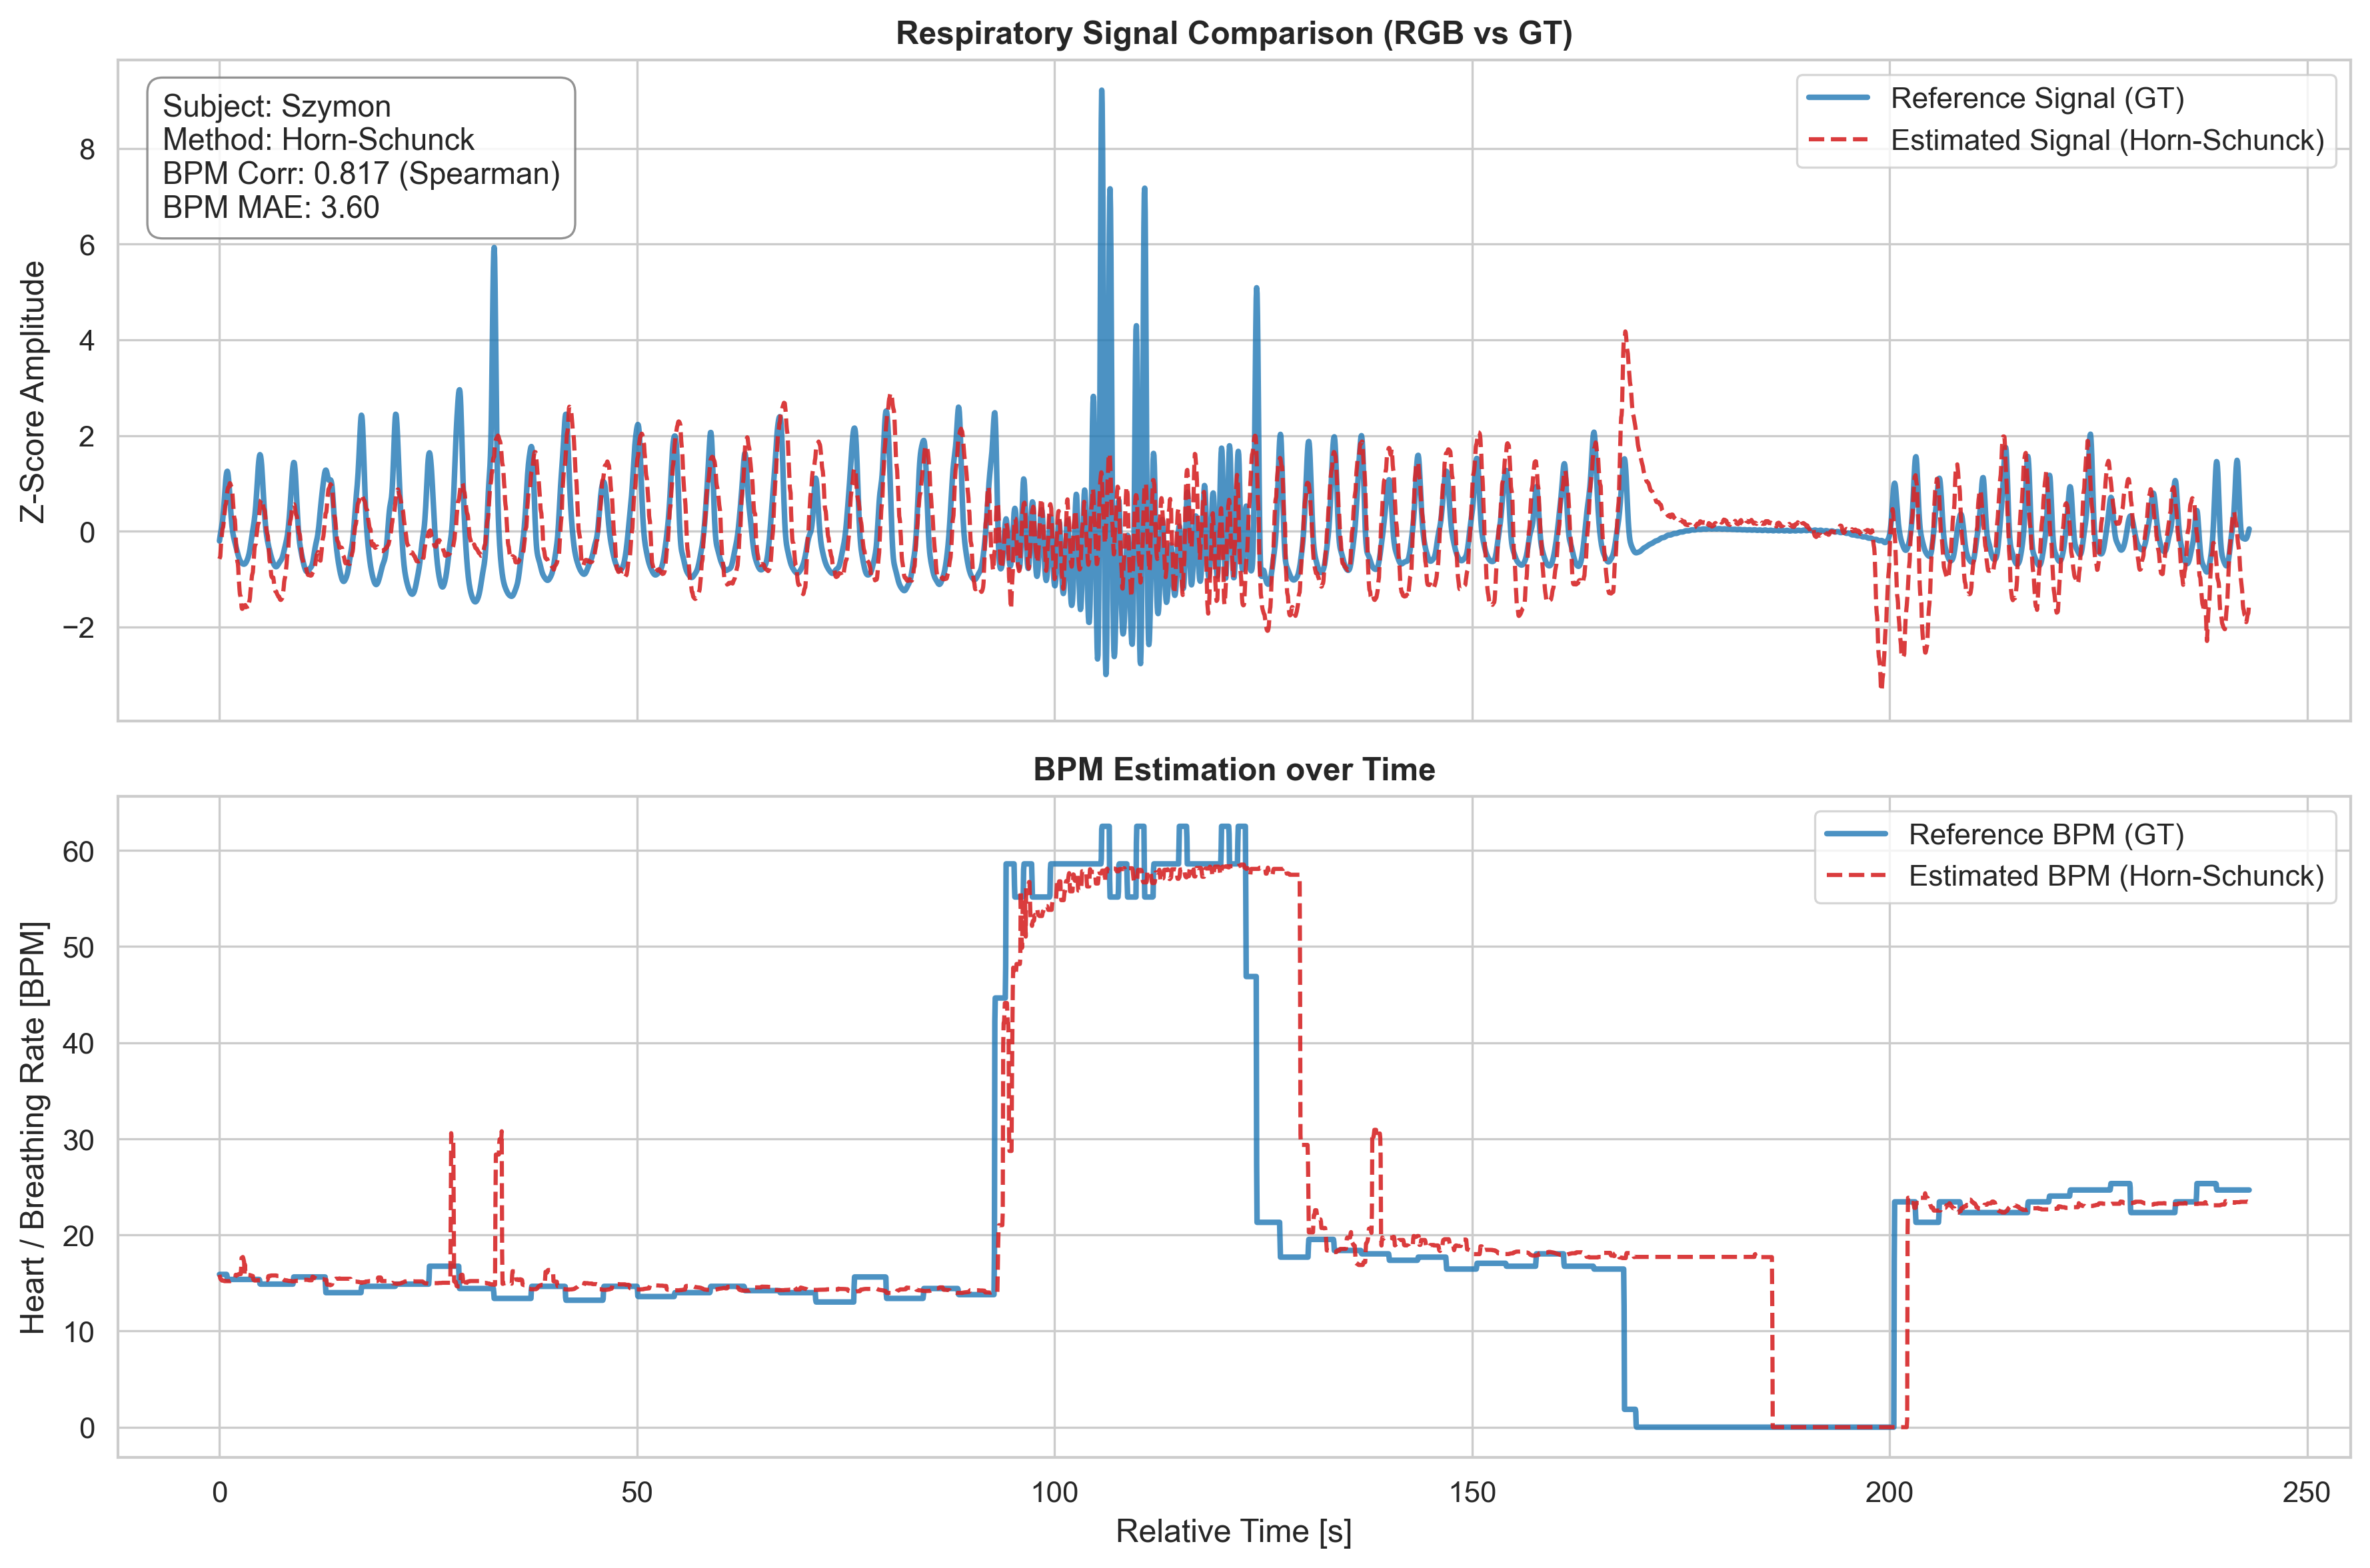 Respiratory Signal Comparison (RGB vs GT)
Subject: Szymon
Method: Horn-Schunck
BPM Corr: 0.817 (Spearman)
BPM MAE: 3.60
Reference Signal (GT)
Estimated Signal (Horn-Schunck)
Z-Score Amplitude
8
6
4
2
0
−2
BPM Estimation over Time
Reference BPM (GT)
Estimated BPM (Horn-Schunck)
Heart / Breathing Rate [BPM]
60
50
40
30
20
10
0
0 50 100 150 200 250
Relative Time [s]